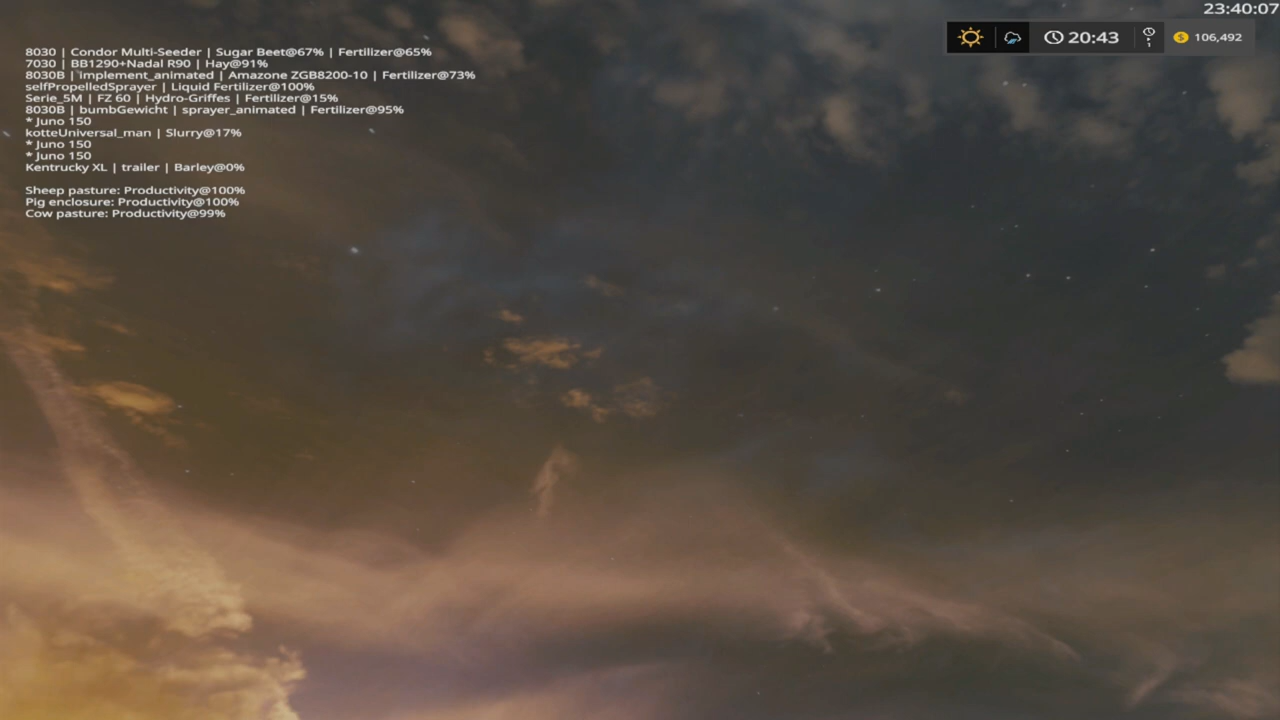 23:40:07
20:43
106,492
8030 | Condor Multi-Seeder | Sugar Beet@67% | Fertilizer@65%
7030 | BB1290+Nadal R90 | Hay@91%
8030B | implement_animated | Amazone ZGB8200-10 | Fertilizer@73%
selfPropelledSprayer | Liquid Fertilizer@100%
Serie_5M | FZ 60 | Hydro-Griffes | Fertilizer@15%
8030B | bumbGewicht | sprayer_animated | Fertilizer@95%
* Juno 150
kotteUniversal_man | Slurry@17%
* Juno 150
* Juno 150
Kentrucky XL | trailer | Barley@0%
Sheep pasture: Productivity@100%
Pig enclosure: Productivity@100%
Cow pasture: Productivity@99%